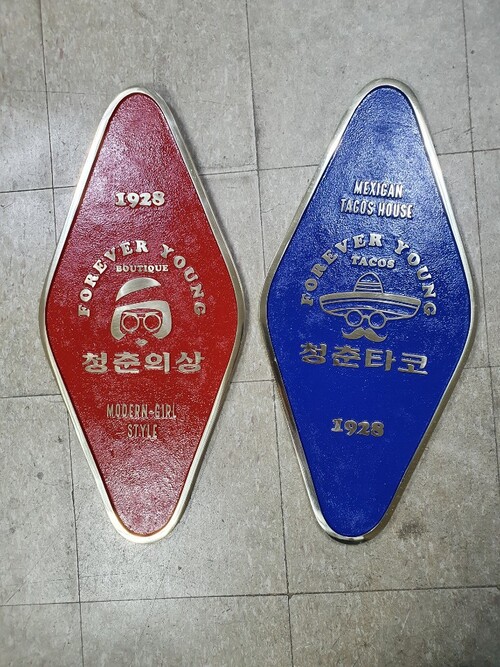 1928
FOREVER YOUNG
BOUTIQUE
청춘의상
MODERN-GIRL
STYLE
MEXICAN
TACOS HOUSE
FOREVER YOUNG
TACOS
청춘타코
1928